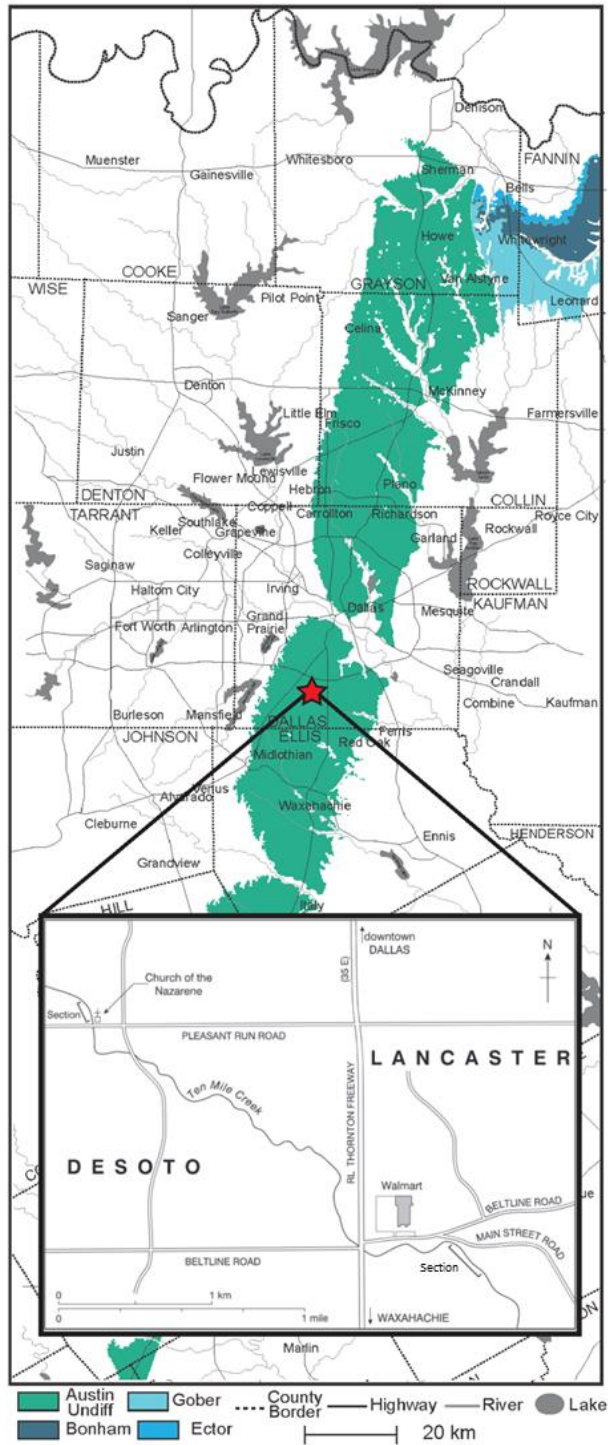 Denison
Muenster
Whitesboro
FANNIN
Gainesville
Sherman
Bells
Howe
Whitewright
COOKE
Van Alstyne
WISE
GRAYSON
Pilot Point
Leonard
Sanger
Celina
Denton
McKinney
Little Elm
Farmersville
Frisco
Justin
Lewisville
Flower Mound
Plano
Hebron
DENTON
COLLIN
Coppell
TARRANT
Carrollton
Richardson
Royce City
Southlake
Rockwall
Keller
Grapevine
Garland
Colleyville
Saginaw
ROCKWALL
Irving
Haltom City
KAUFMAN
Dallas
Mesquite
Grand
Fort Worth
Arlington
Prairie
Seagoville
Crandall
Combine
Kaufman
Burleson
Mansfield
DALLAS
Ferris
JOHNSON
ELLIS
Red Oak
Midlothian
Venus
Alvarado
Waxahachie
Cleburne
Ennis
HENDERSON
Grandview
HILL
Italy
downtown
DALLAS
N
(35 E)
Church of the
Nazarene
Section
PLEASANT RUN ROAD
LANCASTER
Ten Mile Creek
RL THORNTON FREEWAY
DESOTO
Walmart
BELTLINE ROAD
MAIN STREET
ROAD
BELTLINE ROAD
Section
0 1 km
0 1 mile
WAXAHACHIE
Marlin
Austin
Undiff
Gober
County
Border
Highway
River
Lake
Bonham
Ector
20 km